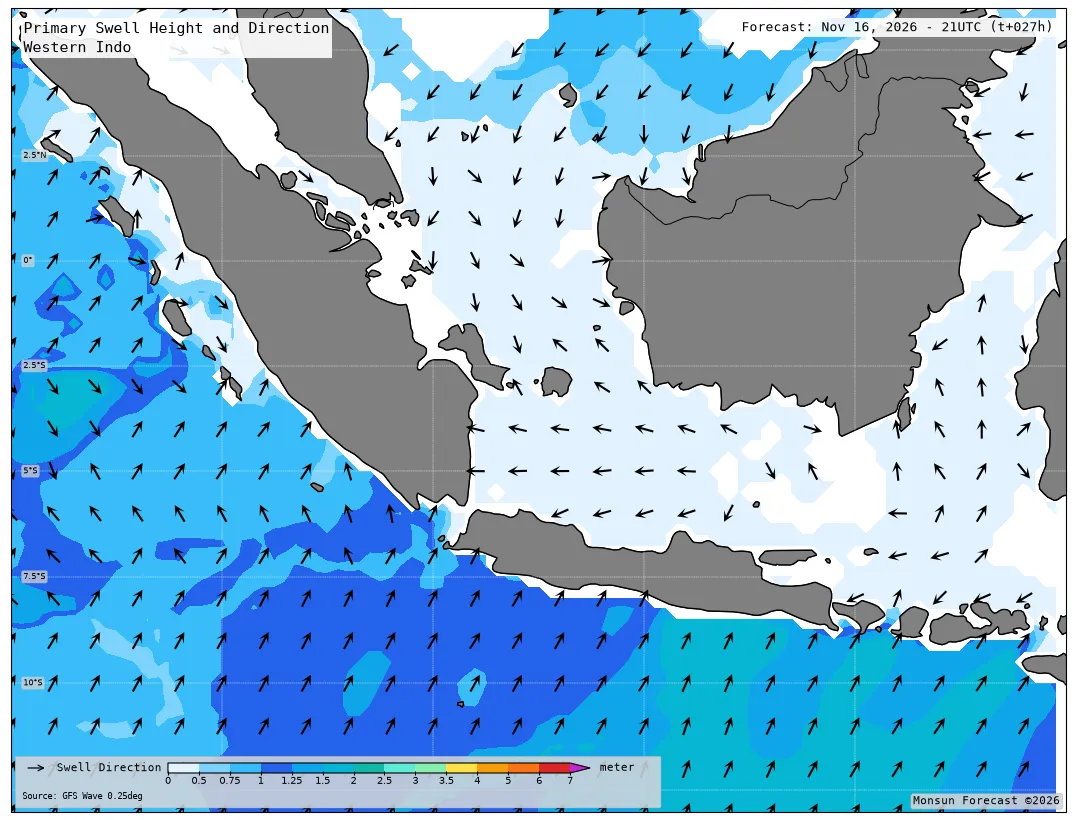 Primary Swell Height and Direction
Western Indo
Forecast: Nov 16, 2026 - 21UTC (t+027h)
2.5°N
0°
2.5°S
5°S
7.5°S
10°S
Swell Direction
0 0.5 0.75 1 1.25 1.5 2 2.5 3 3.5 4 5 6 7
meter
Source: GFS Wave 0.25deg
Monsun Forecast ©2026